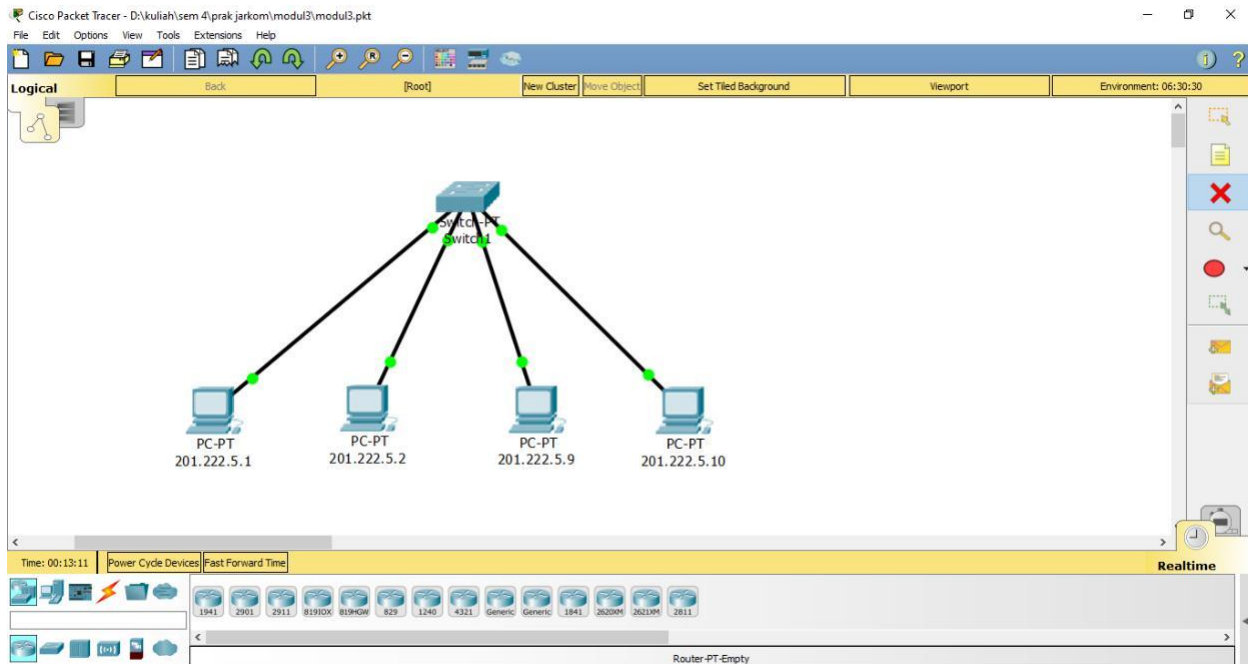 Cisco Packet Tracer - D:\kuliah\sem 4\prak jarkom\modul3\modul3.pkt
File Edit Options View Tools Extensions Help
Logical Back [Root] New Cluster Move Object Set Tiled Background Viewport Environment: 06:30:30
Switch-PT
Switch1
PC-PT PC-PT PC-PT PC-PT
201.222.5.1 201.222.5.2 201.222.5.9 201.222.5.10
Time: 00:13:11 Power Cycle Devices Fast Forward Time Realtime
1941 2901 2911 819IOX 819HGW 829 1240 4321 Generic Generic 1841 2620XM 2621XM 2811
Router-PT-Empty